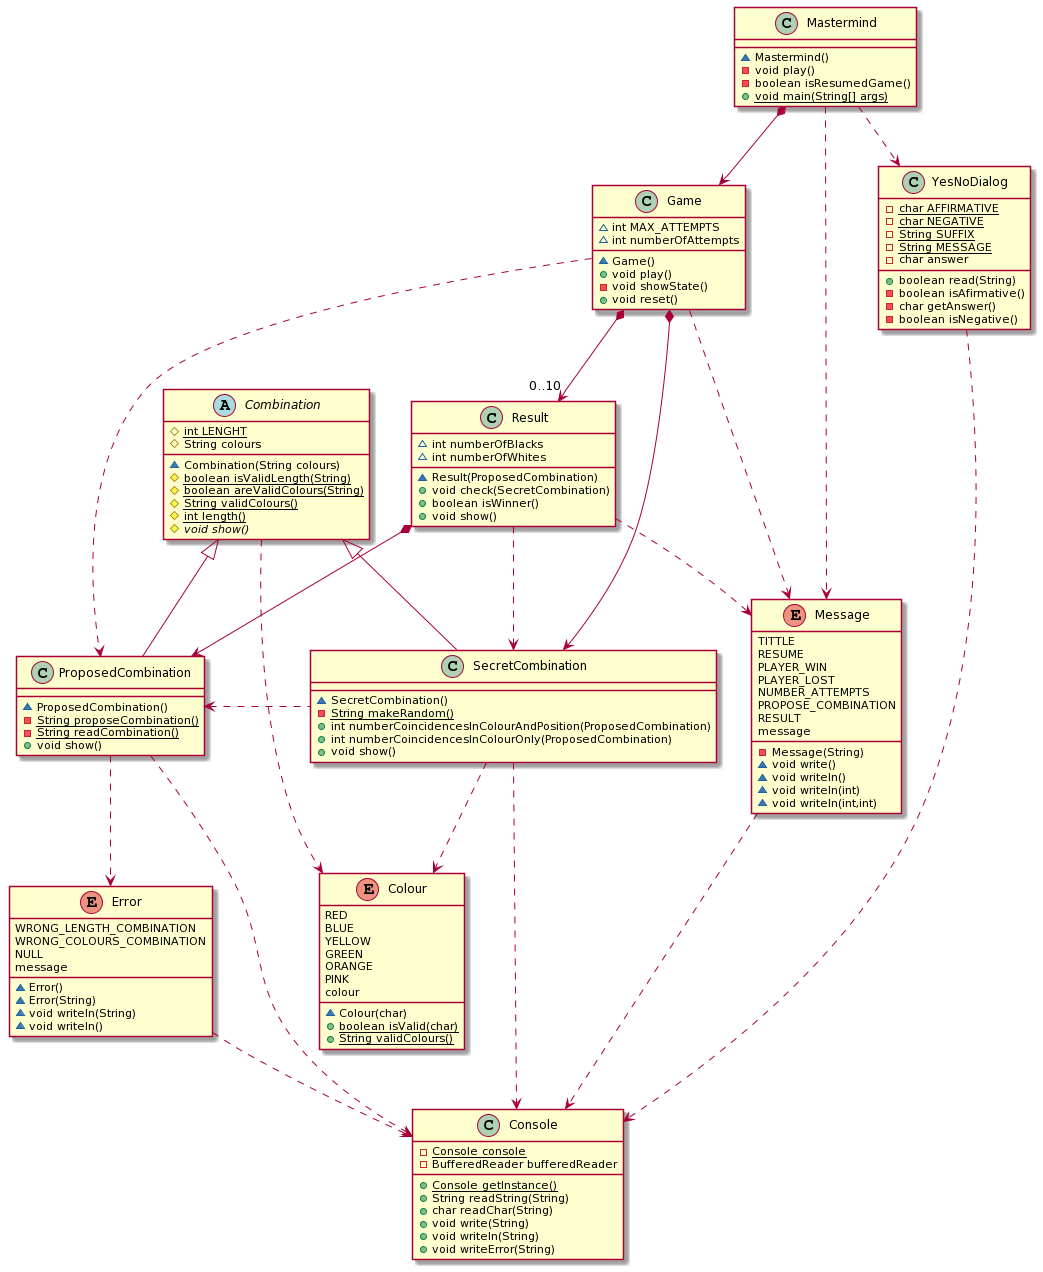 C Mastermind
Mastermind()
void play()
boolean isResumedGame()
void main(String[] args)
C YesNoDialog
char AFFIRMATIVE
char NEGATIVE
String SUFFIX
String MESSAGE
char answer
boolean read(String)
boolean isAfirmative()
char getAnswer()
boolean isNegative()
C Game
int MAX_ATTEMPTS
int numberOfAttempts
Game()
void play()
void showState()
void reset()
0..10
A Combination
int LENGHT
String colours
Combination(String colours)
boolean isValidLength(String)
boolean areValidColours(String)
String validColours()
int length()
void show()
C Result
int numberOfBlacks
int numberOfWhites
Result(ProposedCombination)
void check(SecretCombination)
boolean isWinner()
void show()
E Message
TITTLE
RESUME
PLAYER_WIN
PLAYER_LOST
NUMBER_ATTEMPTS
PROPOSE_COMBINATION
RESULT
message
Message(String)
void write()
void writeln()
void writeln(int)
void writeln(int,int)
C ProposedCombination
ProposedCombination()
String proposeCombination()
String readCombination()
void show()
C SecretCombination
SecretCombination()
String makeRandom()
int numberCoincidencesInColourAndPosition(ProposedCombination)
int numberCoincidencesInColourOnly(ProposedCombination)
void show()
E Error
WRONG_LENGTH_COMBINATION
WRONG_COLOURS_COMBINATION
NULL
message
Error()
Error(String)
void writeln(String)
void writeln()
E Colour
RED
BLUE
YELLOW
GREEN
ORANGE
PINK
colour
Colour(char)
boolean isValid(char)
String validColours()
C Console
Console console
BufferedReader bufferedReader
Console getInstance()
String readString(String)
char readChar(String)
void write(String)
void writeln(String)
void writeError(String)